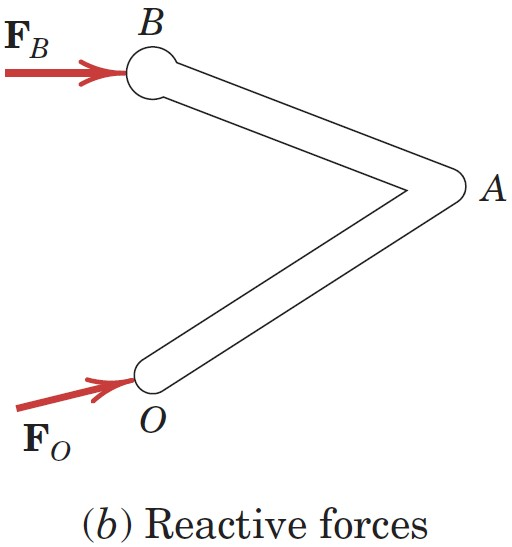 B
F_B
A
O
F_O
(b) Reactive forces